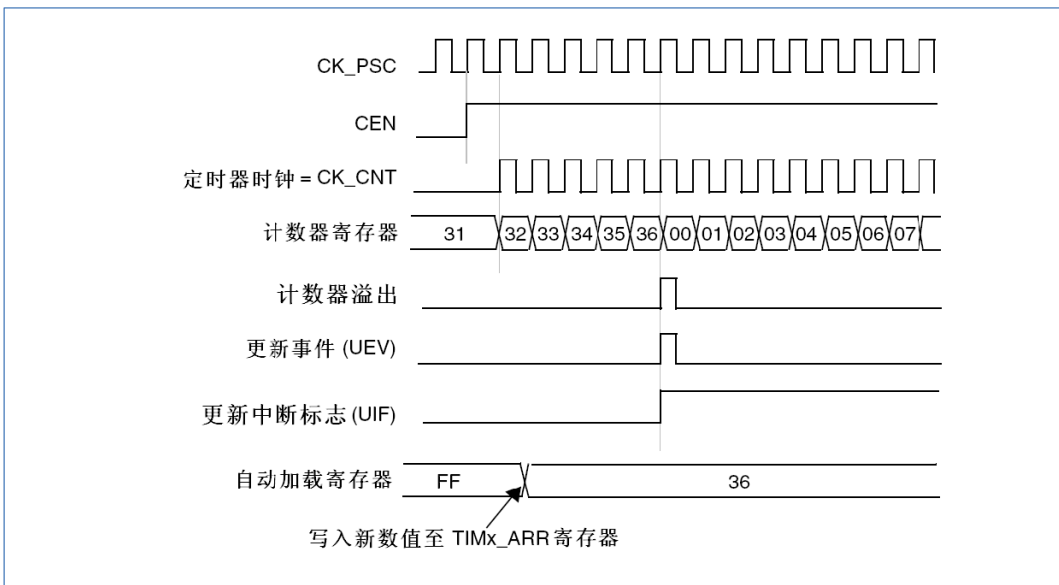 CK_PSC
CEN
定时器时钟 = CK_CNT
计数器寄存器 31 32 33 34 35 36 00 01 02 03 04 05 06 07
计数器溢出
更新事件 (UEV)
更新中断标志 (UIF)
自动加载寄存器 FF 36
写入新数值至 TIMx_ARR 寄存器